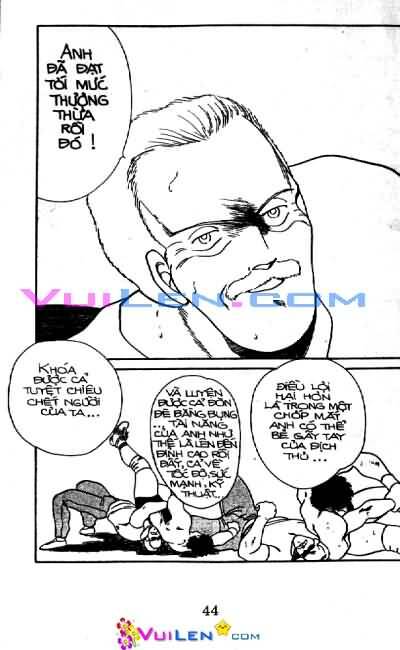 ANH
ĐÃ ĐẠT
TỚI MỨC
THƯỢNG
THỪA
RỒI
ĐÓ !
VUILEN.COM
KHÓA
ĐƯỢC CẢ
TUYỆT CHIÊU
CHẾT NGƯỜI
CỦA TA...
VÀ LUYỆN
ĐƯỢC CẢ ĐÒN
ĐÈ BẰNG BỤNG
... TÀI NĂNG
CỦA ANH NHƯ
THẾ LÀ LÊN ĐẾN
ĐỈNH CAO RỒI
ĐẤY, CẢ VỀ
TỐC ĐỘ, SỨC
MẠNH, KỸ
THUẬT...
ĐIỀU LỢI
HẠI HƠN
LÀ TRONG MỘT
CHỚP MẮT
ANH CÓ THỂ
BẺ GÃY TAY
CỦA ĐỊCH
THỦ ...
44
VUILEN.COM